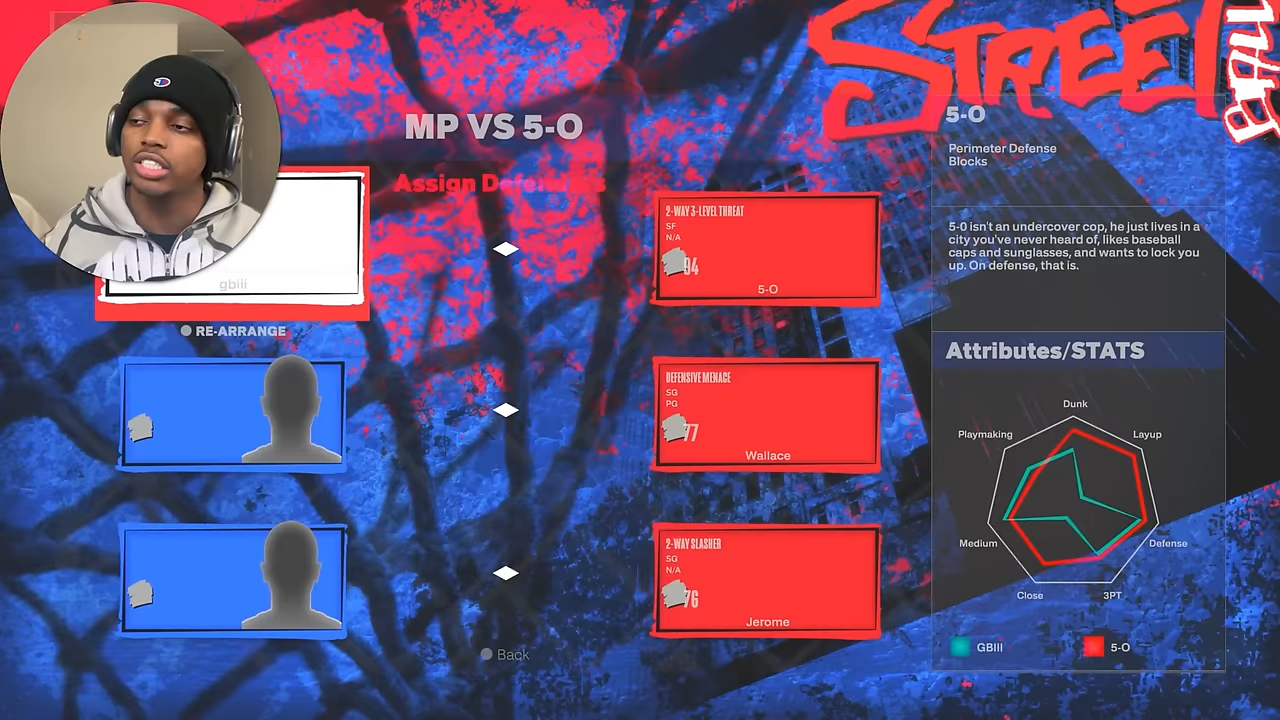 STREET
MP VS 5-O
Assign Defenders
gbiii
RE-ARRANGE
2-WAY 3-LEVEL THREAT
SF
N/A
94
5-O
DEFENSIVE MENACE
SG
PG
77
Wallace
2-WAY SLASHER
SG
N/A
76
Jerome
Back
5-O
Perimeter Defense
Blocks
5-0 isn't an undercover cop, he just lives in a
city you've never heard of, likes baseball
caps and sunglasses, and wants to lock you
up. On defense, that is.
Attributes/STATS
Dunk
Playmaking
Layup
Medium
Defense
Close
3PT
GBIII
5-O